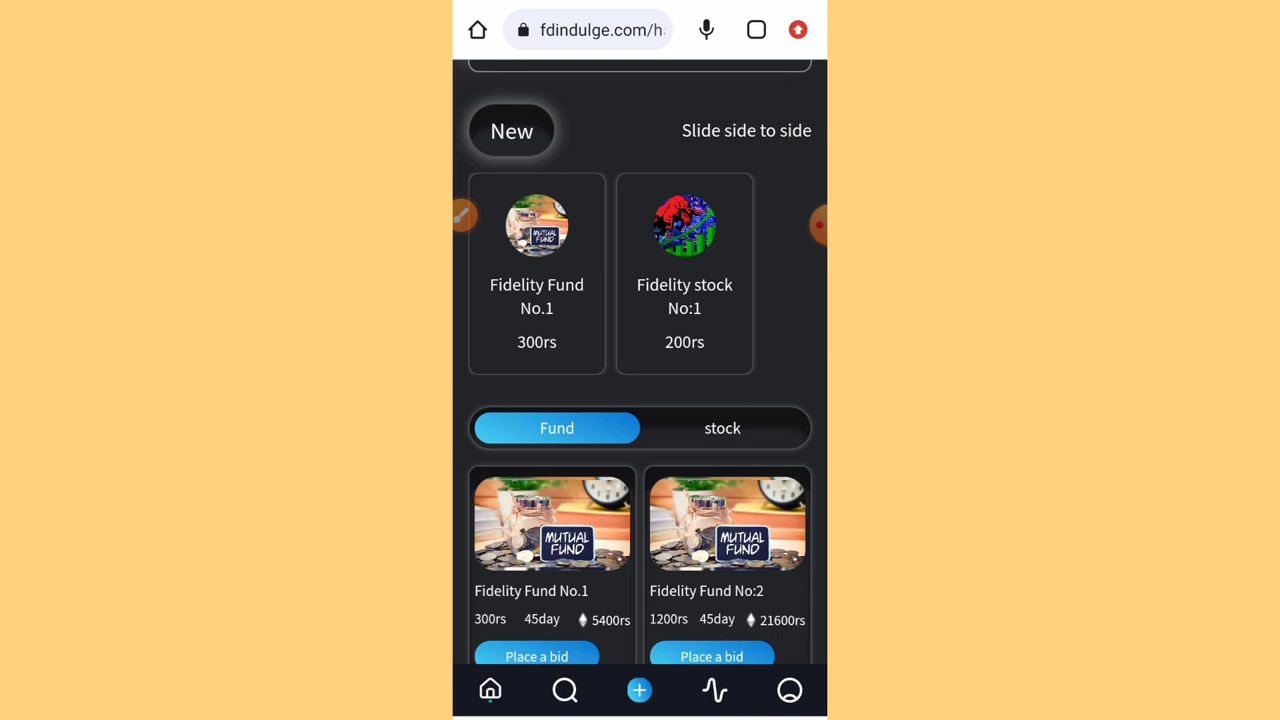 fdindulge.com/h
New
Slide side to side
MUTUAL
FUND
Fidelity Fund
No.1
300rs
Fidelity stock
No:1
200rs
Fund
stock
MUTUAL
FUND
MUTUAL
FUND
Fidelity Fund No.1
Fidelity Fund No:2
300rs 45day 5400rs
1200rs 45day 21600rs
Place a bid
Place a bid